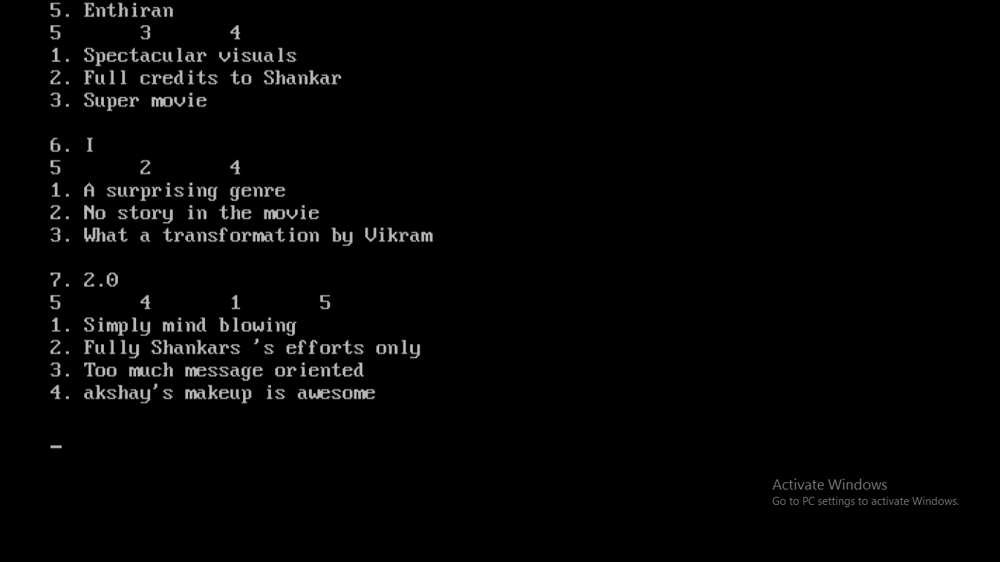 5. Enthiran
5 3 4
1. Spectacular visuals
2. Full credits to Shankar
3. Super movie
6. I
5 2 4
1. A surprising genre
2. No story in the movie
3. What a transformation by Vikram
7. 2.0
5 4 1 5
1. Simply mind blowing
2. Fully Shankars 's efforts only
3. Too much message oriented
4. akshay's makeup is awesome
_
Activate Windows
Go to PC settings to activate Windows.